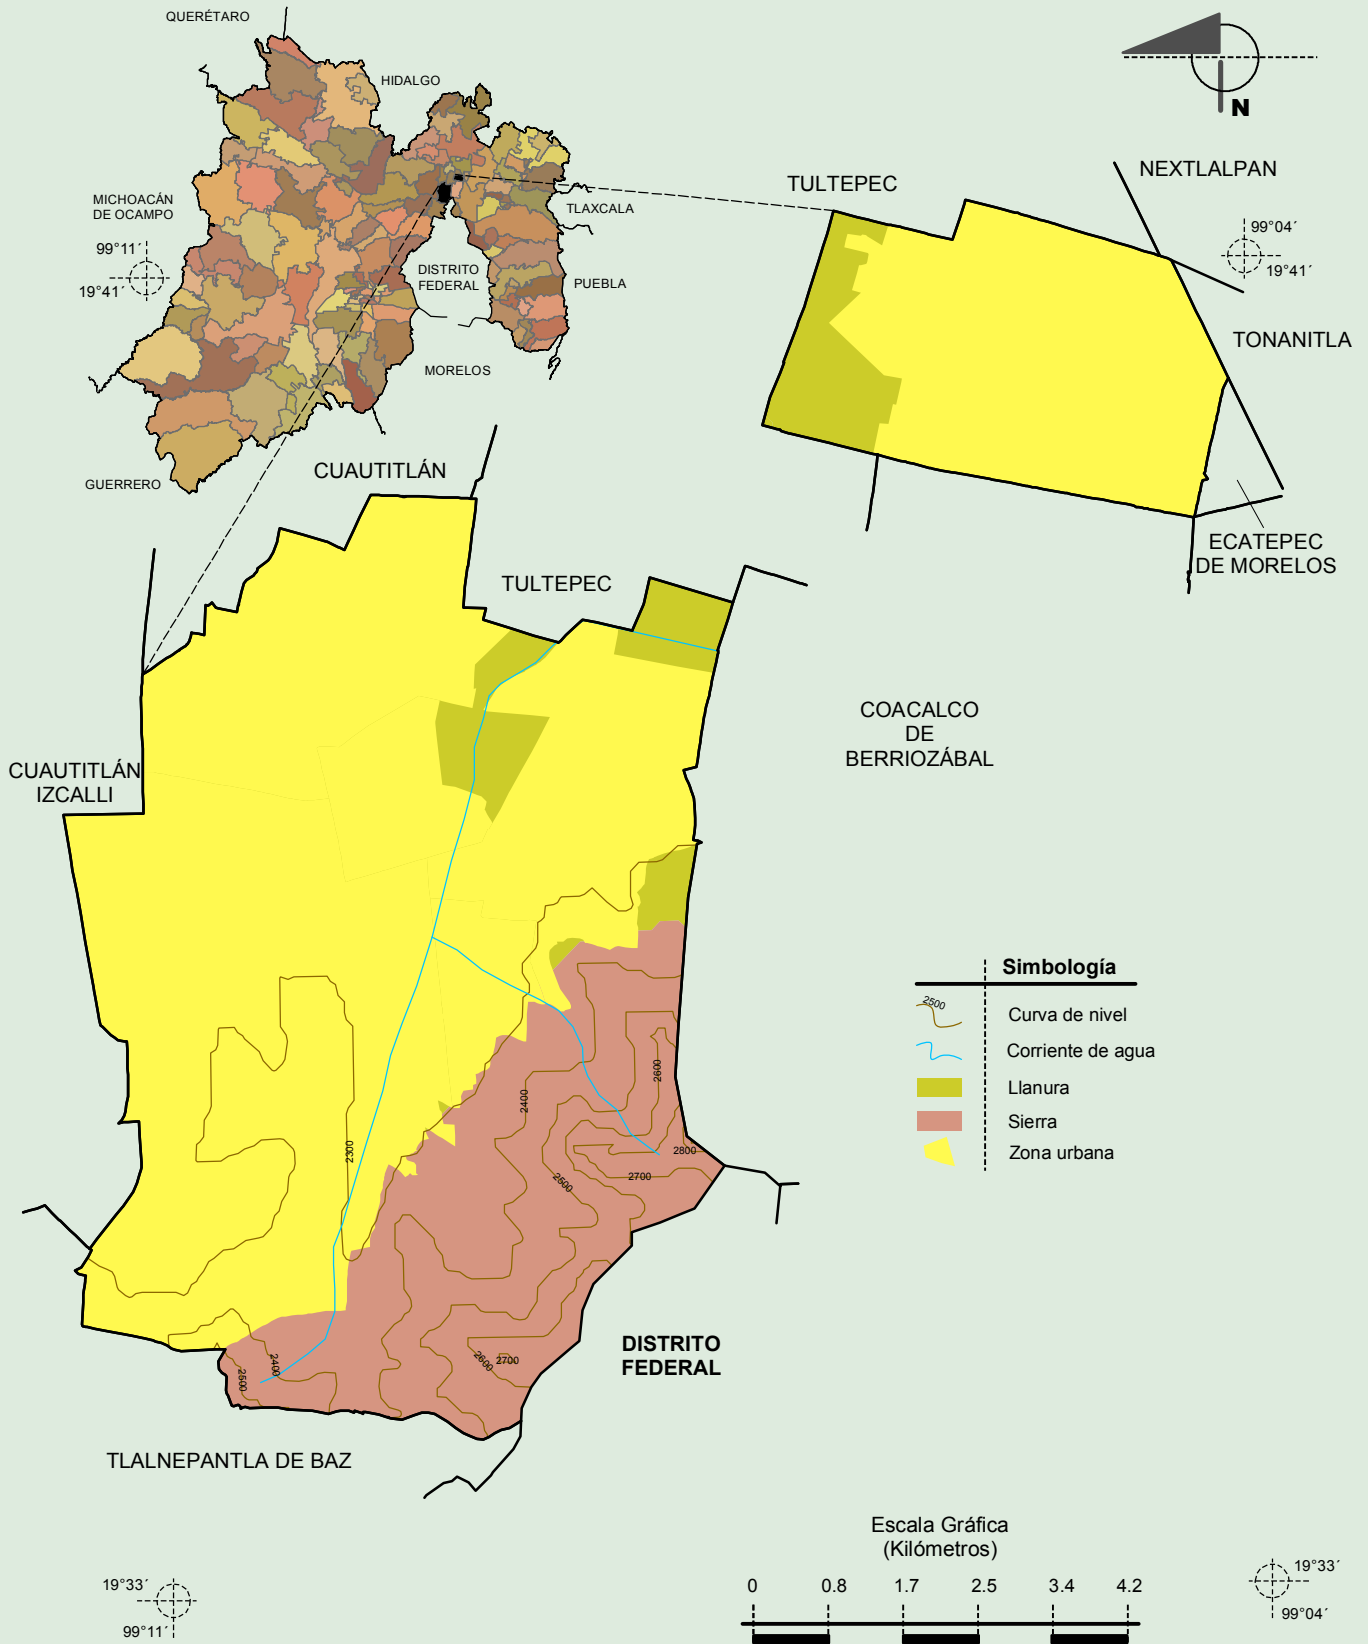 QUERÉTARO
HIDALGO
N
NEXTLALPAN
TULTEPEC
MICHOACÁN
DE OCAMPO
TLAXCALA
99°11´
19°41´
99°04´
19°41´
DISTRITO
FEDERAL
PUEBLA
TONANITLA
MORELOS
GUERRERO
CUAUTITLÁN
ECATEPEC
DE MORELOS
TULTEPEC
COACALCO
DE
BERRIOZÁBAL
CUAUTITLÁN
IZCALLI
Simbología
2500
Curva de nivel
Corriente de agua
Llanura
Sierra
Zona urbana
2600
2400
2300
2800
2700
2500
2600
2700
2400
2500
DISTRITO
FEDERAL
TLALNEPANTLA DE BAZ
Escala Gráfica
(Kilómetros)
0 0.8 1.7 2.5 3.4 4.2
19°33´
99°11´
19°33´
99°04´